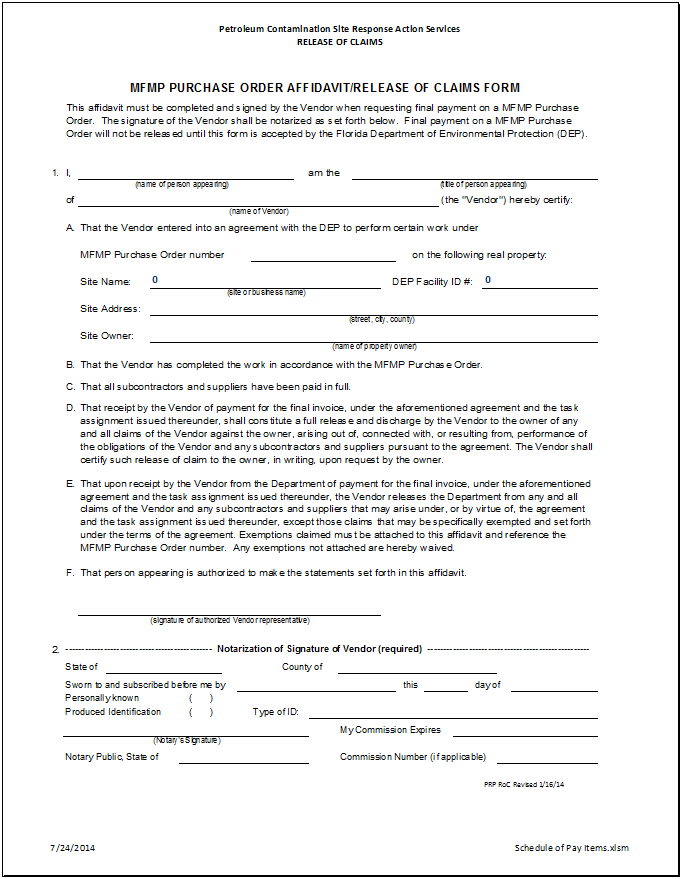 Petroleum Contamination Site Response Action Services
RELEASE OF CLAIMS
MFMP PURCHASE ORDER AFFIDAVIT/RELEASE OF CLAIMS FORM
This affidavit must be completed and signed by the Vendor when requesting final payment on a MFMP Purchase
Order. The signature of the Vendor shall be notarized as set forth below. Final payment on a MFMP Purchase
Order will not be released until this form is accepted by the Florida Department of Environmental Protection (DEP).
1. I, am the
(name of person appearing) (title of person appearing)
of (the "Vendor") hereby certify:
(name of Vendor)
A. That the Vendor entered into an agreement with the DEP to perform certain work under
MFMP Purchase Order number on the following real property:
Site Name: 0 DEP Facility ID #: 0
(site or business name)
Site Address:
(street, city, county)
Site Owner:
(name of property owner)
B. That the Vendor has completed the work in accordance with the MFMP Purchase Order.
C. That all subcontractors and suppliers have been paid in full.
D. That receipt by the Vendor of payment for the final invoice, under the aforementioned agreement and the task
assignment issued thereunder, shall constitute a full release and discharge by the Vendor to the owner of any
and all claims of the Vendor against the owner, arising out of, connected with, or resulting from, performance of
the obligations of the Vendor and any subcontractors and suppliers pursuant to the agreement. The Vendor shall
certify such release of claim to the owner, in writing, upon request by the owner.
E. That upon receipt by the Vendor from the Department of payment for the final invoice, under the aforementioned
agreement and the task assignment issued thereunder, the Vendor releases the Department from any and all
claims of the Vendor and any subcontractors and suppliers that may arise under, or by virtue of, the agreement
and the task assignment issued thereunder, except those claims that may be specifically exempted and set forth
under the terms of the agreement. Exemptions claimed must be attached to this affidavit and reference the
MFMP Purchase Order number. Any exemptions not attached are hereby waived.
F. That person appearing is authorized to make the statements set forth in this affidavit.
(signature of authorized Vendor representative)
2. Notarization of Signature of Vendor (required)
State of County of
Sworn to and subscribed before me by this day of
Personally known ( )
Produced Identification ( ) Type of ID:
My Commission Expires
(Notary's Signature)
Notary Public, State of Commission Number (if applicable)
PRP RoC Revised 1/16/14
7/24/2014 Schedule of Pay Items.xlsm